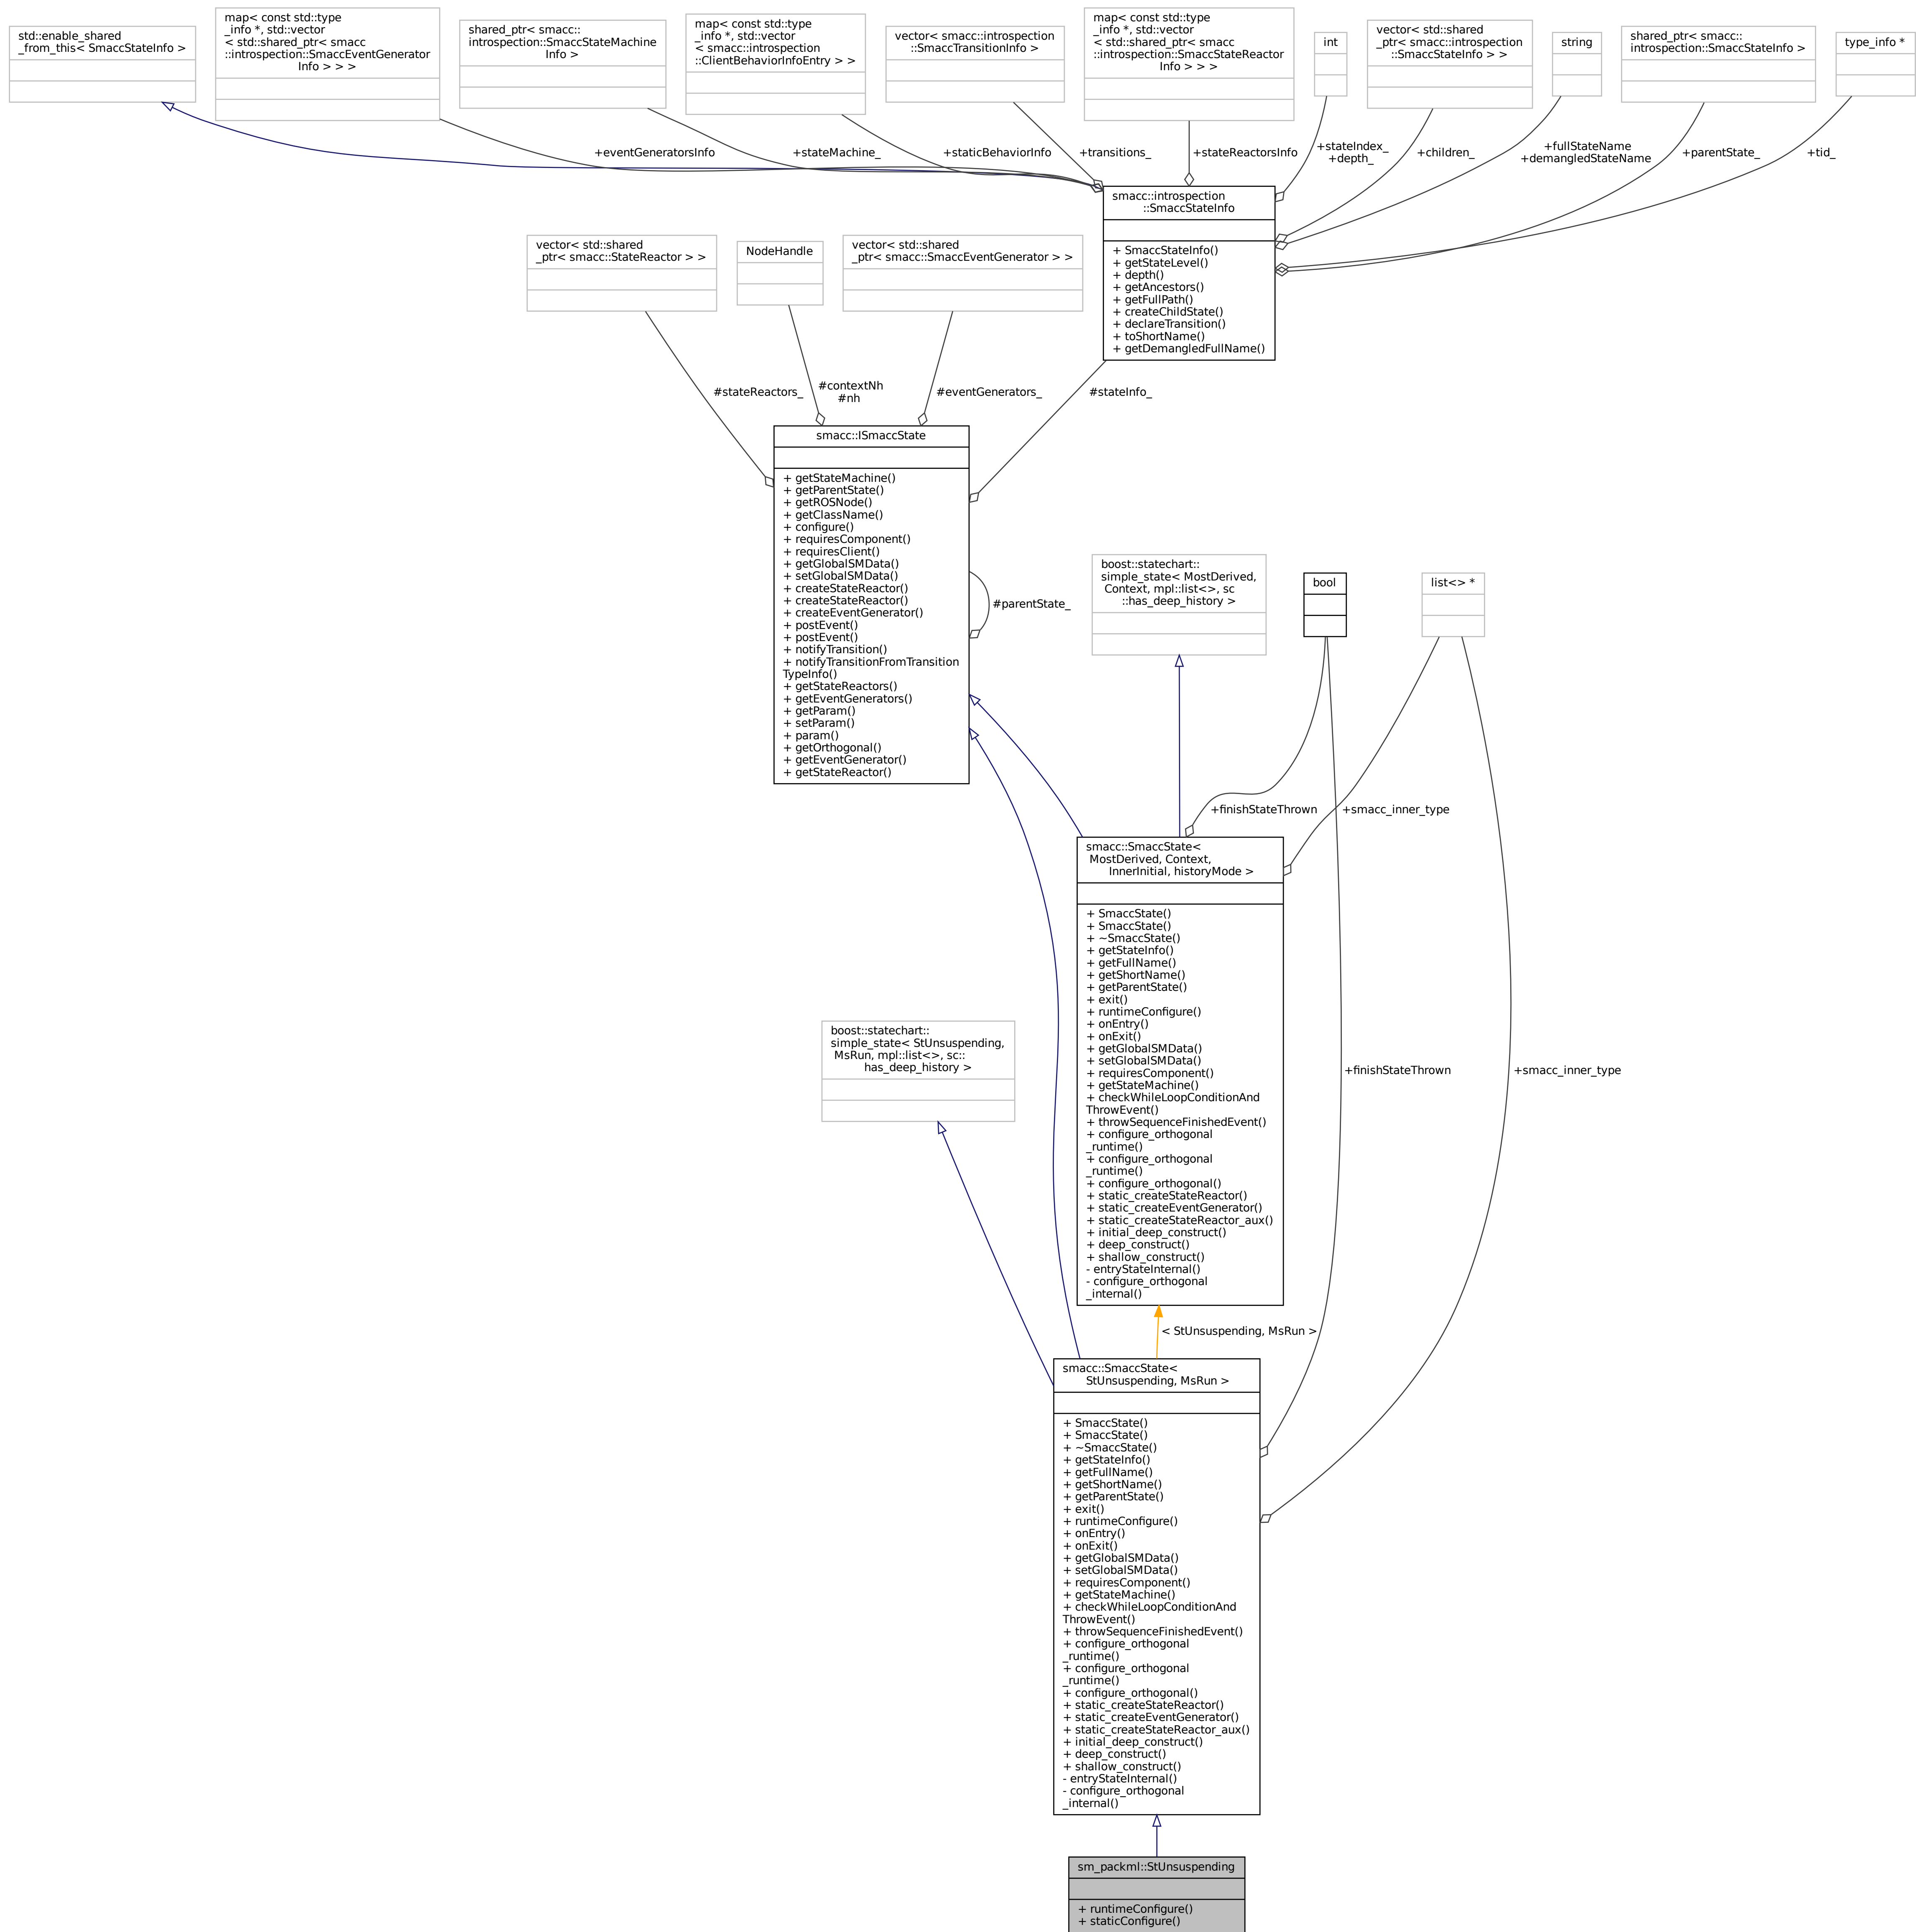 std::enable_shared
_from_this< SmaccStateInfo >
map< const std::type
_info *, std::vector
< std::shared_ptr< smacc
::introspection::SmaccEventGenerator
Info > > >
shared_ptr< smacc::
introspection::SmaccStateMachine
Info >
map< const std::type
_info *, std::vector
< smacc::introspection
::ClientBehaviorInfoEntry > >
vector< smacc::introspection
::SmaccTransitionInfo >
map< const std::type
_info *, std::vector
< std::shared_ptr< smacc
::introspection::SmaccStateReactor
Info > > >
int
vector< std::shared
_ptr< smacc::introspection
::SmaccStateInfo > >
string
shared_ptr< smacc::
introspection::SmaccStateInfo >
type_info *
+eventGeneratorsInfo
+stateMachine_
+staticBehaviorInfo
+transitions_
+stateReactorsInfo
+stateIndex_
+depth_
+children_
+fullStateName
+demangledStateName
+parentState_
+tid_
smacc::introspection
::SmaccStateInfo
+ SmaccStateInfo()
+ getStateLevel()
+ depth()
+ getAncestors()
+ getFullPath()
+ createChildState()
+ declareTransition()
+ toShortName()
+ getDemangledFullName()
vector< std::shared
_ptr< smacc::StateReactor > >
NodeHandle
vector< std::shared
_ptr< smacc::SmaccEventGenerator > >
#stateReactors_
#contextNh
#nh
#eventGenerators_
#stateInfo_
smacc::ISmaccState
+ getStateMachine()
+ getParentState()
+ getROSNode()
+ getClassName()
+ configure()
+ requiresComponent()
+ requiresClient()
+ getGlobalSMData()
+ setGlobalSMData()
+ createStateReactor()
+ createStateReactor()
+ createEventGenerator()
+ postEvent()
+ postEvent()
+ notifyTransition()
+ notifyTransitionFromTransition
TypeInfo()
+ getStateReactors()
+ getEventGenerators()
+ getParam()
+ setParam()
+ param()
+ getOrthogonal()
+ getEventGenerator()
+ getStateReactor()
#parentState_
boost::statechart::
simple_state< MostDerived,
Context, mpl::list<>, sc
::has_deep_history >
bool
list<> *
+finishStateThrown
+smacc_inner_type
smacc::SmaccState<
MostDerived, Context,
InnerInitial, historyMode >
+ SmaccState()
+ SmaccState()
+ ~SmaccState()
+ getStateInfo()
+ getFullName()
+ getShortName()
+ getParentState()
+ exit()
+ runtimeConfigure()
+ onEntry()
+ onExit()
+ getGlobalSMData()
+ setGlobalSMData()
+ requiresComponent()
+ getStateMachine()
+ checkWhileLoopConditionAnd
ThrowEvent()
+ throwSequenceFinishedEvent()
+ configure_orthogonal
_runtime()
+ configure_orthogonal
_runtime()
+ configure_orthogonal()
+ static_createStateReactor()
+ static_createEventGenerator()
+ static_createStateReactor_aux()
+ initial_deep_construct()
+ deep_construct()
+ shallow_construct()
- entryStateInternal()
- configure_orthogonal
_internal()
boost::statechart::
simple_state< StUnsuspending,
MsRun, mpl::list<>, sc::
has_deep_history >
+finishStateThrown
+smacc_inner_type
< StUnsuspending, MsRun >
smacc::SmaccState<
StUnsuspending, MsRun >
+ SmaccState()
+ SmaccState()
+ ~SmaccState()
+ getStateInfo()
+ getFullName()
+ getShortName()
+ getParentState()
+ exit()
+ runtimeConfigure()
+ onEntry()
+ onExit()
+ getGlobalSMData()
+ setGlobalSMData()
+ requiresComponent()
+ getStateMachine()
+ checkWhileLoopConditionAnd
ThrowEvent()
+ throwSequenceFinishedEvent()
+ configure_orthogonal
_runtime()
+ configure_orthogonal
_runtime()
+ configure_orthogonal()
+ static_createStateReactor()
+ static_createEventGenerator()
+ static_createStateReactor_aux()
+ initial_deep_construct()
+ deep_construct()
+ shallow_construct()
- entryStateInternal()
- configure_orthogonal
_internal()
sm_packml::StUnsuspending
+ runtimeConfigure()
+ staticConfigure()